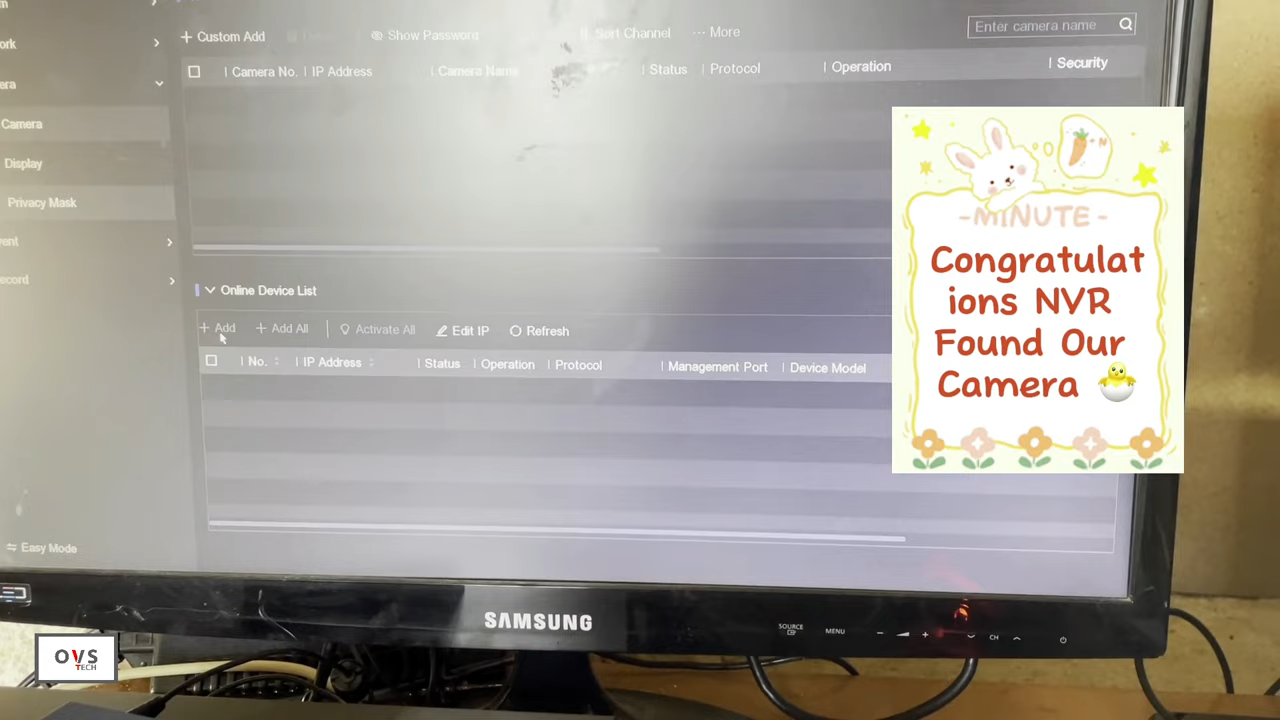 + Custom Add
Show Password
Sort Channel
··· More
Enter camera name
Camera No.
IP Address
Camera Name
Status
Protocol
Operation
Security
Camera
Display
Privacy Mask
Easy Mode
Online Device List
+ Add
+ Add All
Activate All
Edit IP
Refresh
No.
IP Address
Status
Operation
Protocol
Management Port
Device Model
-MINUTE-
Congratulat
ions NVR
Found Our
Camera 🐣
SAMSUNG
SOURCE
MENU
−
+
CH
OVS
TECH